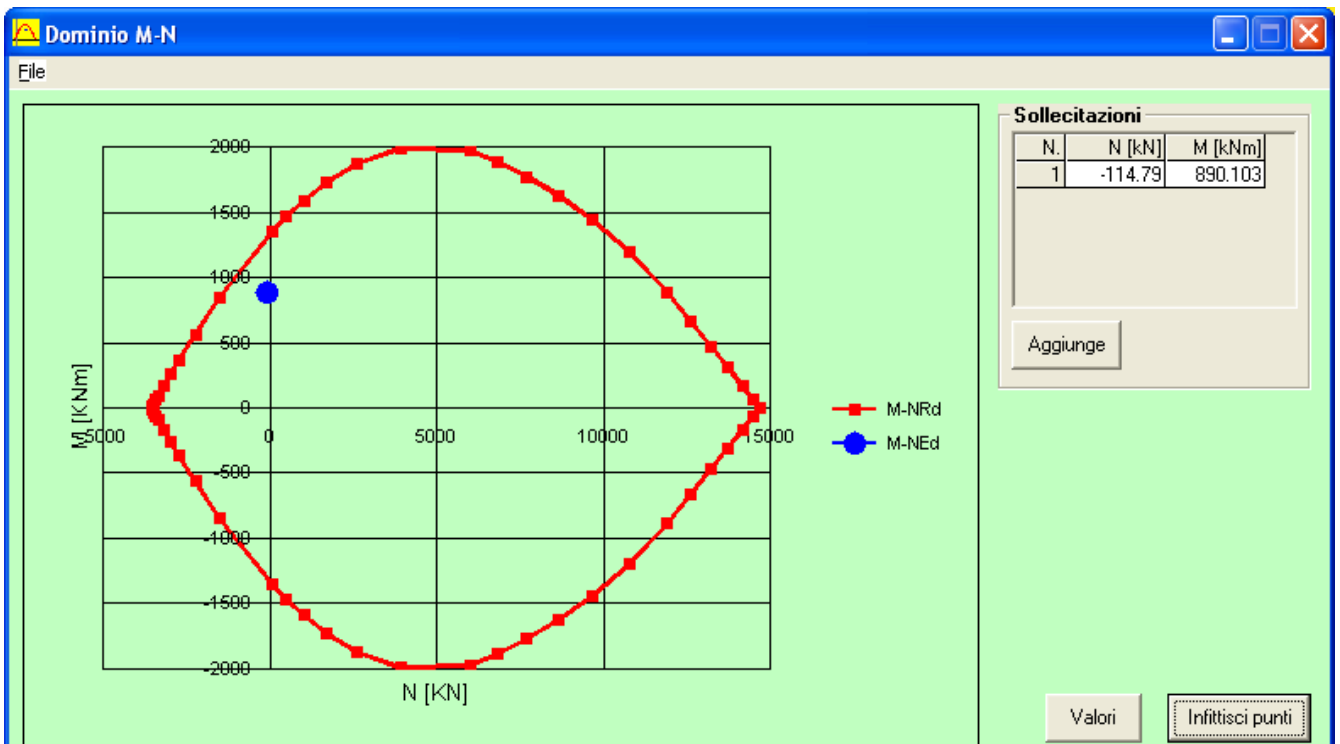 Dominio M-N
File
2000
1500
1000
500
0
-500
-1000
-1500
-2000
M [KNm]
-5000 0 5000 10000 15000
N [KN]
M-NRd
M-NEd
Sollecitazioni
N. N [kN] M [kNm]
1 -114.79 890.103
Aggiunge
Valori
Infittisci punti